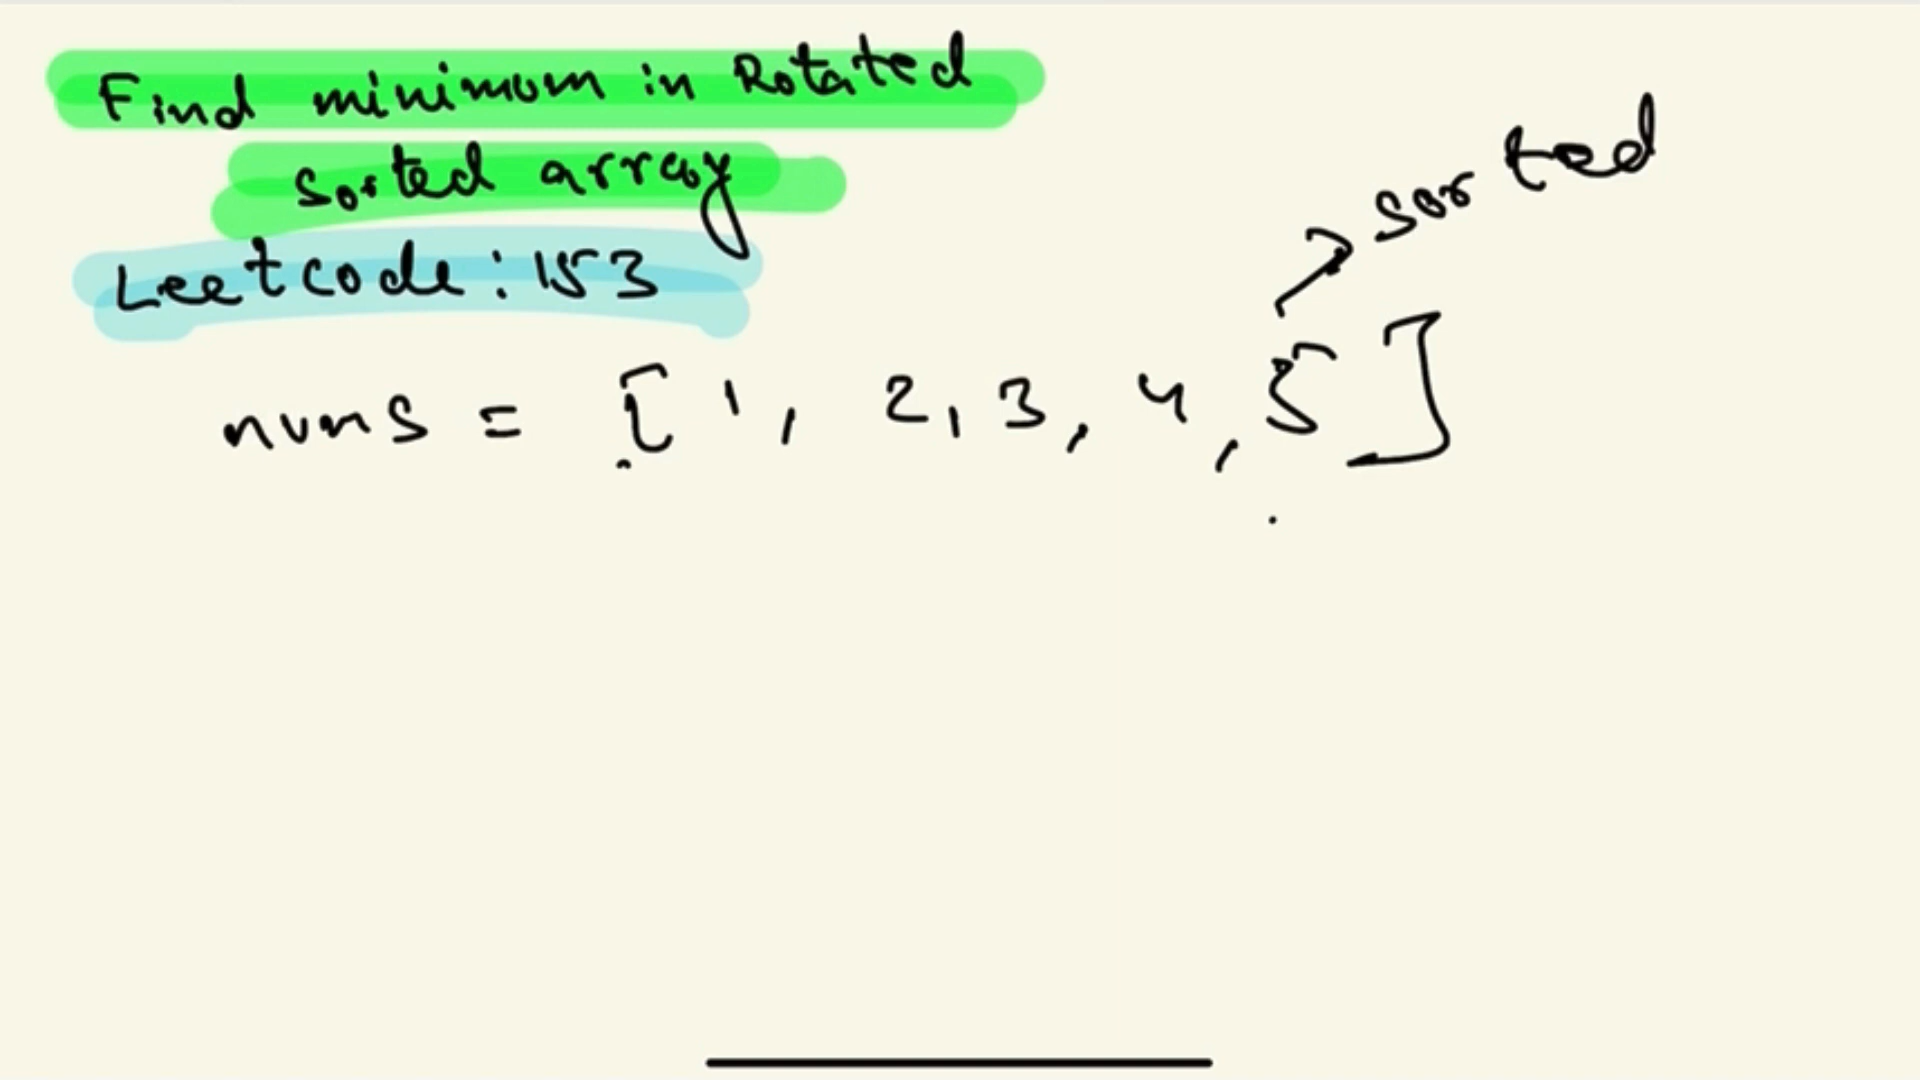 Find minimum in Rotated
sorted array
Leetcode: 153
sorted
nums = [1, 2, 3, 4, 5]